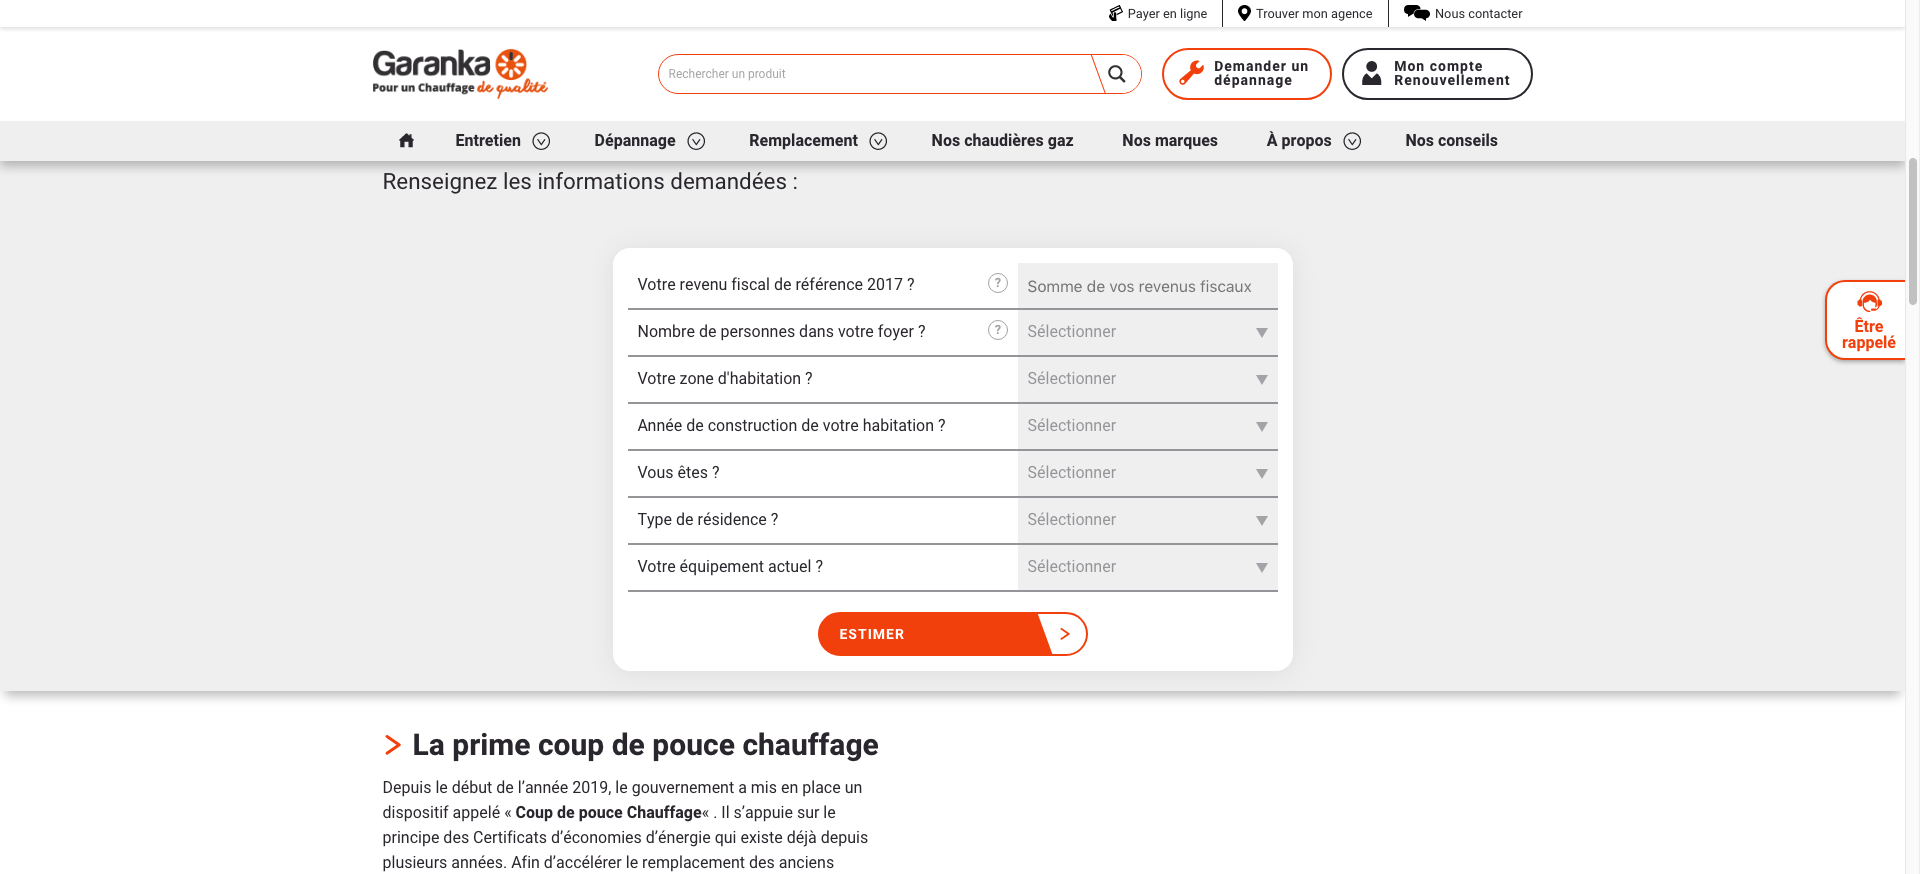 Payer en ligne
Trouver mon agence
Nous contacter
Garanka
Pour un Chauffage de qualité
Rechercher un produit
Demander un
dépannage
Mon compte
Renouvellement
Entretien
Dépannage
Remplacement
Nos chaudières gaz
Nos marques
À propos
Nos conseils
Renseignez les informations demandées :
Votre revenu fiscal de référence 2017 ? ? Somme de vos revenus fiscaux
Nombre de personnes dans votre foyer ? ? Sélectionner
Votre zone d'habitation ? Sélectionner
Année de construction de votre habitation ? Sélectionner
Vous êtes ? Sélectionner
Type de résidence ? Sélectionner
Votre équipement actuel ? Sélectionner
ESTIMER
Être
rappelé
La prime coup de pouce chauffage
Depuis le début de l’année 2019, le gouvernement a mis en place un
dispositif appelé « Coup de pouce Chauffage« . Il s’appuie sur le
principe des Certificats d’économies d’énergie qui existe déjà depuis
plusieurs années. Afin d’accélérer le remplacement des anciens